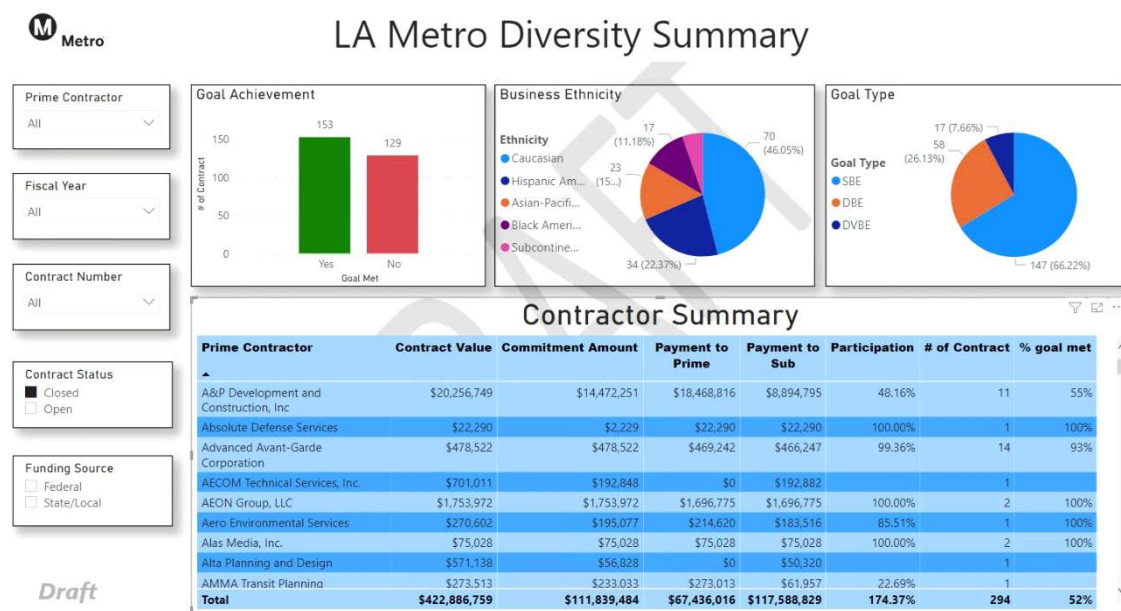 Metro
LA Metro Diversity Summary
Prime Contractor
All
Fiscal Year
All
Contract Number
All
Contract Status
Closed
Open
Funding Source
Federal
State/Local
Draft
Goal Achievement
# of Contract
150
100
50
0
153
129
Yes
No
Goal Met
Business Ethnicity
Ethnicity
Caucasian
Hispanic Am...
Asian-Pacifi...
Black Ameri...
Subcontine...
17
(11.18%)
23
(15...)
70
(46.05%)
34 (22.37%)
Goal Type
Goal Type
SBE
DBE
DVBE
17 (7.66%)
58
(26.13%)
147 (66.22%)
DRAFT
Contractor Summary
Prime Contractor Contract Value Commitment Amount Payment to Prime Payment to Sub Participation # of Contract % goal met
A&P Development and Construction, Inc $20,256,749 $14,472,251 $18,468,816 $8,894,795 48.16% 11 55%
Absolute Defense Services $22,290 $2,229 $22,290 $22,290 100.00% 1 100%
Advanced Avant-Garde Corporation $478,522 $478,522 $469,242 $466,247 99.36% 14 93%
AECOM Technical Services, Inc. $701,011 $192,848 $0 $192,882 1
AEON Group, LLC $1,753,972 $1,753,972 $1,696,775 $1,696,775 100.00% 2 100%
Aero Environmental Services $270,602 $195,077 $214,620 $183,516 85.51% 1 100%
Alas Media, Inc. $75,028 $75,028 $75,028 $75,028 100.00% 2 100%
Alta Planning and Design $571,138 $56,828 $0 $50,320 1
AMMA Transit Planning $273,513 $233,033 $273,013 $61,957 22.69% 1
Total $422,886,759 $111,839,484 $67,436,016 $117,588,829 174.37% 294 52%